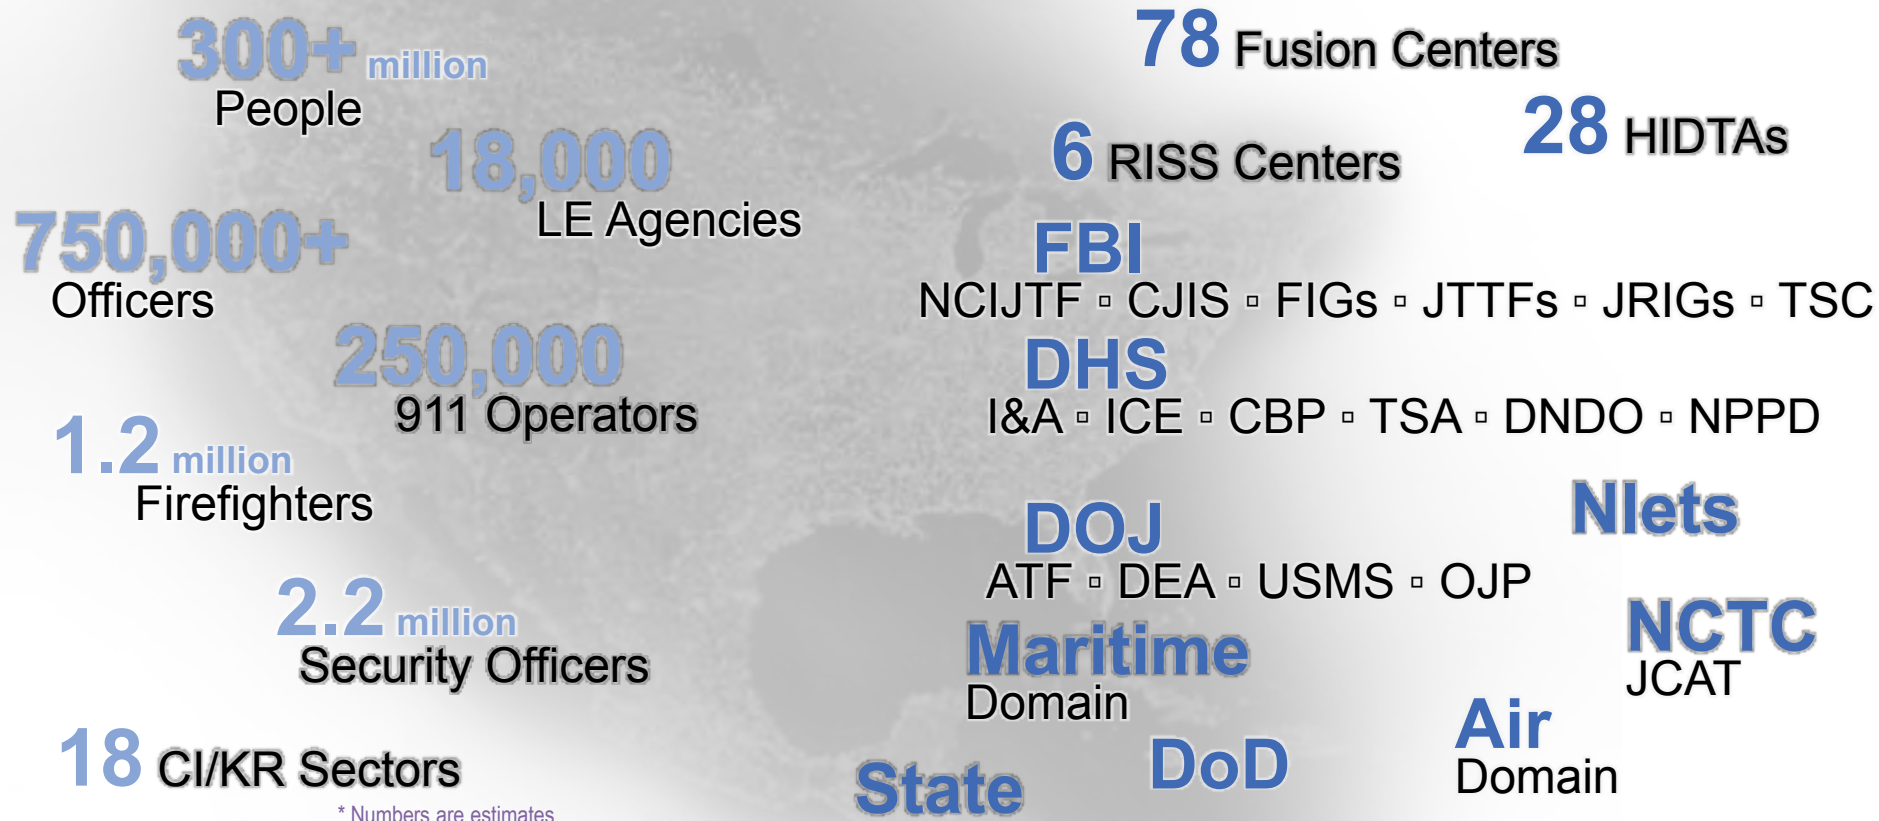 300+ million
People
18,000
LE Agencies
750,000+
Officers
250,000
911 Operators
1.2 million
Firefighters
2.2 million
Security Officers
18 CI/KR Sectors
* Numbers are estimates
78 Fusion Centers
28 HIDTAs
6 RISS Centers
FBI
NCIJTF ▫ CJIS ▫ FIGs ▫ JTTFs ▫ JRIGs ▫ TSC
DHS
I&A ▫ ICE ▫ CBP ▫ TSA ▫ DNDO ▫ NPPD
Nlets
DOJ
ATF ▫ DEA ▫ USMS ▫ OJP
NCTC
JCAT
Maritime
Domain
Air
Domain
DoD
State